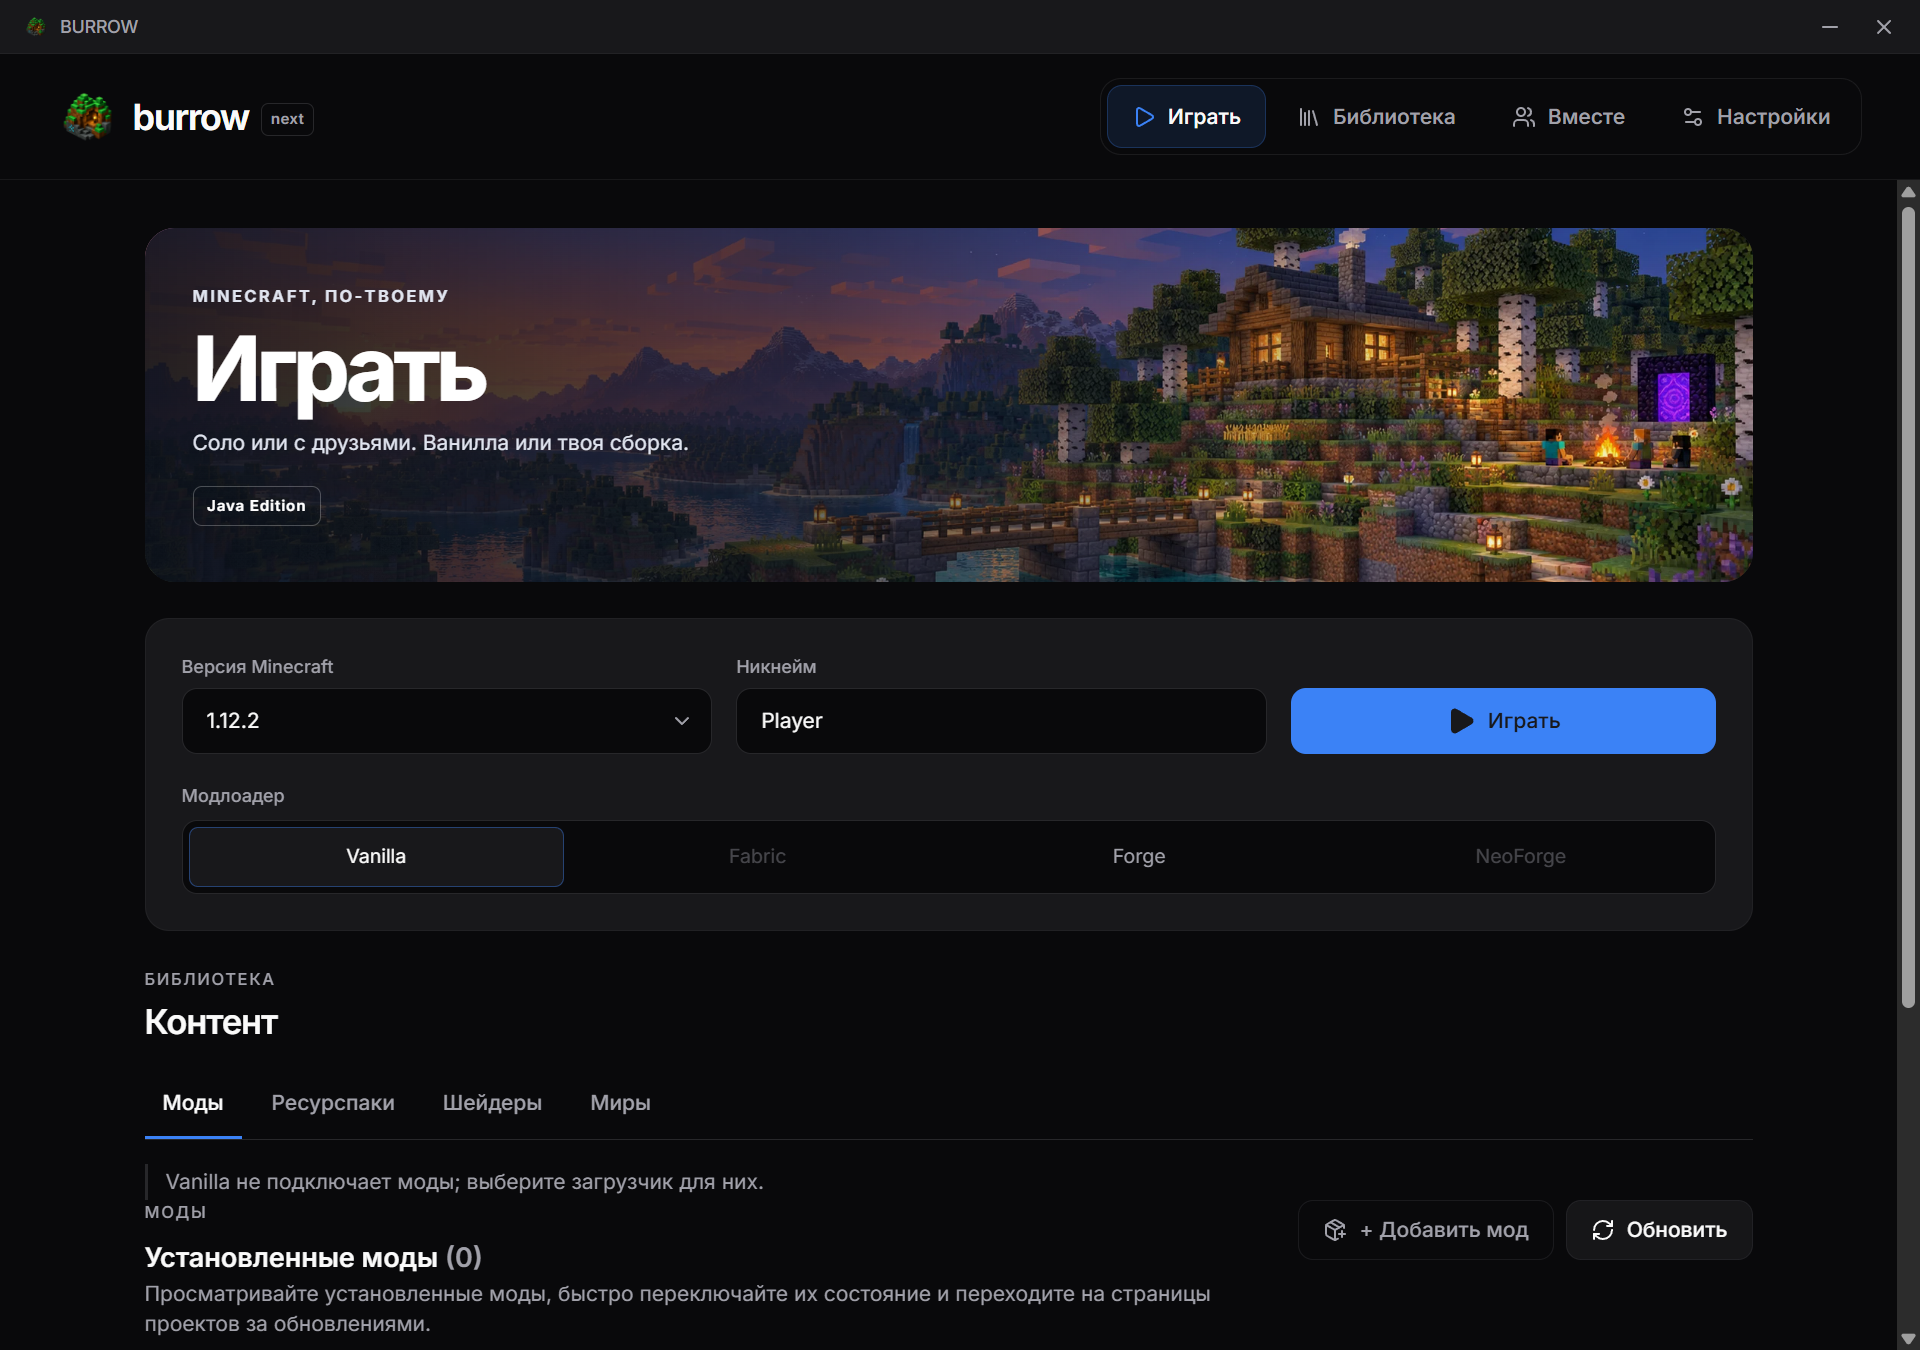 BURROW
burrow next
Играть
Библиотека
Вместе
Настройки
MINECRAFT, ПО-ТВОЕМУ
Играть
Соло или с друзьями. Ванилла или твоя сборка.
Java Edition
Версия Minecraft
Никнейм
1.12.2
Player
Играть
Модлоадер
Vanilla
Fabric
Forge
NeoForge
БИБЛИОТЕКА
Контент
Моды
Ресурспаки
Шейдеры
Миры
Vanilla не подключает моды; выберите загрузчик для них.
МОДЫ
+ Добавить мод
Обновить
Установленные моды (0)
Просматривайте установленные моды, быстро переключайте их состояние и переходите на страницы
проектов за обновлениями.